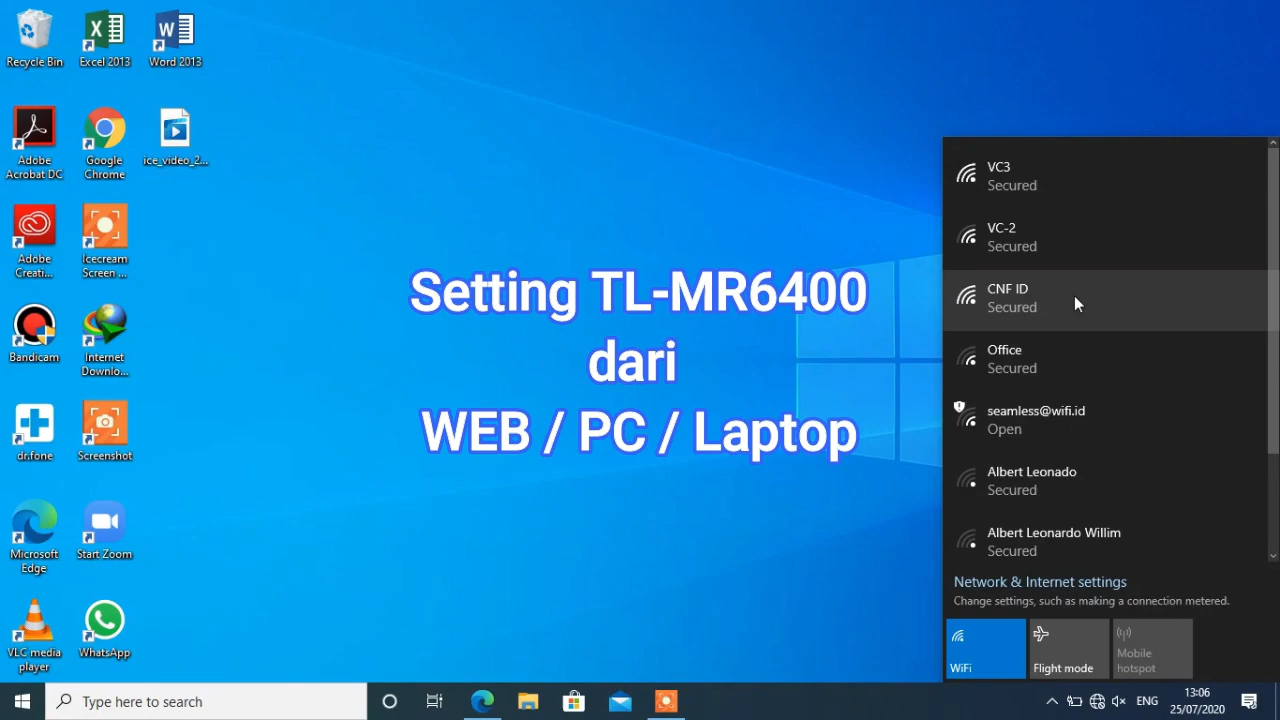 Recycle Bin
Excel 2013
Word 2013
Adobe
Acrobat DC
Google
Chrome
ice_video_2...
Adobe
Creati...
Icecream
Screen ...
Bandicam
Internet
Downlo...
dr.fone
Screenshot
Microsoft
Edge
Start Zoom
VLC media
player
WhatsApp
Setting TL-MR6400
dari
WEB / PC / Laptop
VC3
Secured
VC-2
Secured
CNF ID
Secured
Office
Secured
seamless@wifi.id
Open
Albert Leonado
Secured
Albert Leonardo Willim
Secured
Network & Internet settings
Change settings, such as making a connection metered.
WiFi
Flight mode
Mobile
hotspot
Type here to search
ENG
13:06
25/07/2020